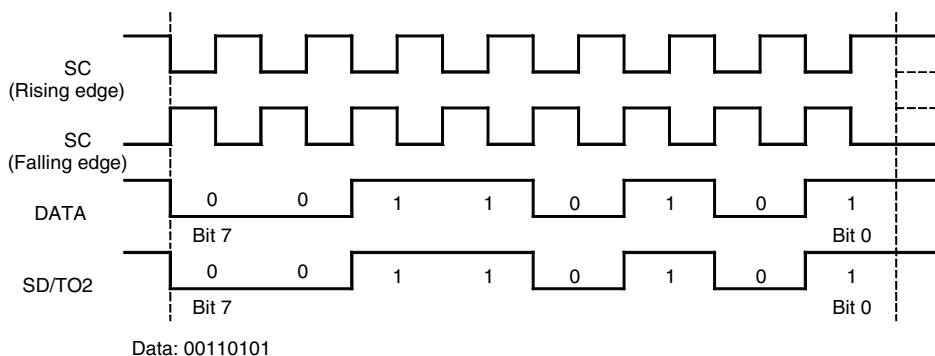 SC
(Rising edge)
SC
(Falling edge)
DATA
0 0 1 1 0 1 0 1
Bit 7 Bit 0
SD/TO2
0 0 1 1 0 1 0 1
Bit 7 Bit 0
Data: 00110101